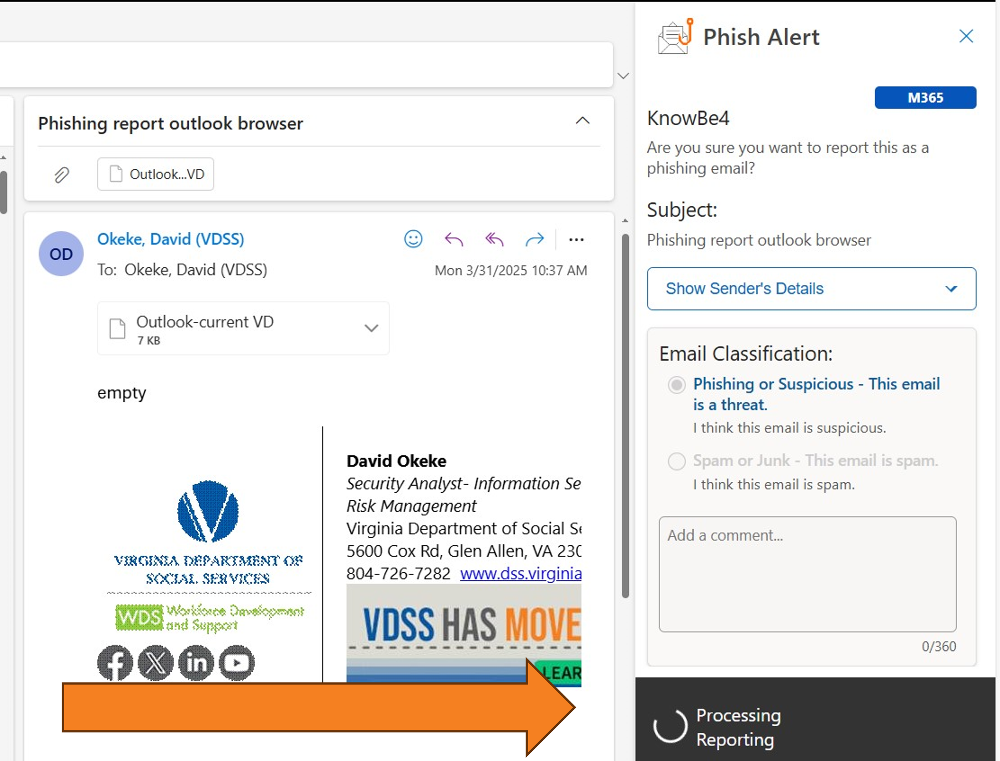 Phishing report outlook browser
Outlook...VD
OD
Okeke, David (VDSS)
To: Okeke, David (VDSS)
Mon 3/31/2025 10:37 AM
Outlook-current VD
7 KB
empty
VIRGINIA DEPARTMENT OF
SOCIAL SERVICES
WDS Workforce Development
and Support
David Okeke
Security Analyst- Information Se
Risk Management
Virginia Department of Social Se
5600 Cox Rd, Glen Allen, VA 230
804-726-7282 www.dss.virginia
VDSS HAS MOVE
LEAR
Phish Alert
M365
KnowBe4
Are you sure you want to report this as a
phishing email?
Subject:
Phishing report outlook browser
Show Sender's Details
Email Classification:
Phishing or Suspicious - This email
is a threat.
I think this email is suspicious.
Spam or Junk - This email is spam.
I think this email is spam.
Add a comment...
0/360
Processing
Reporting